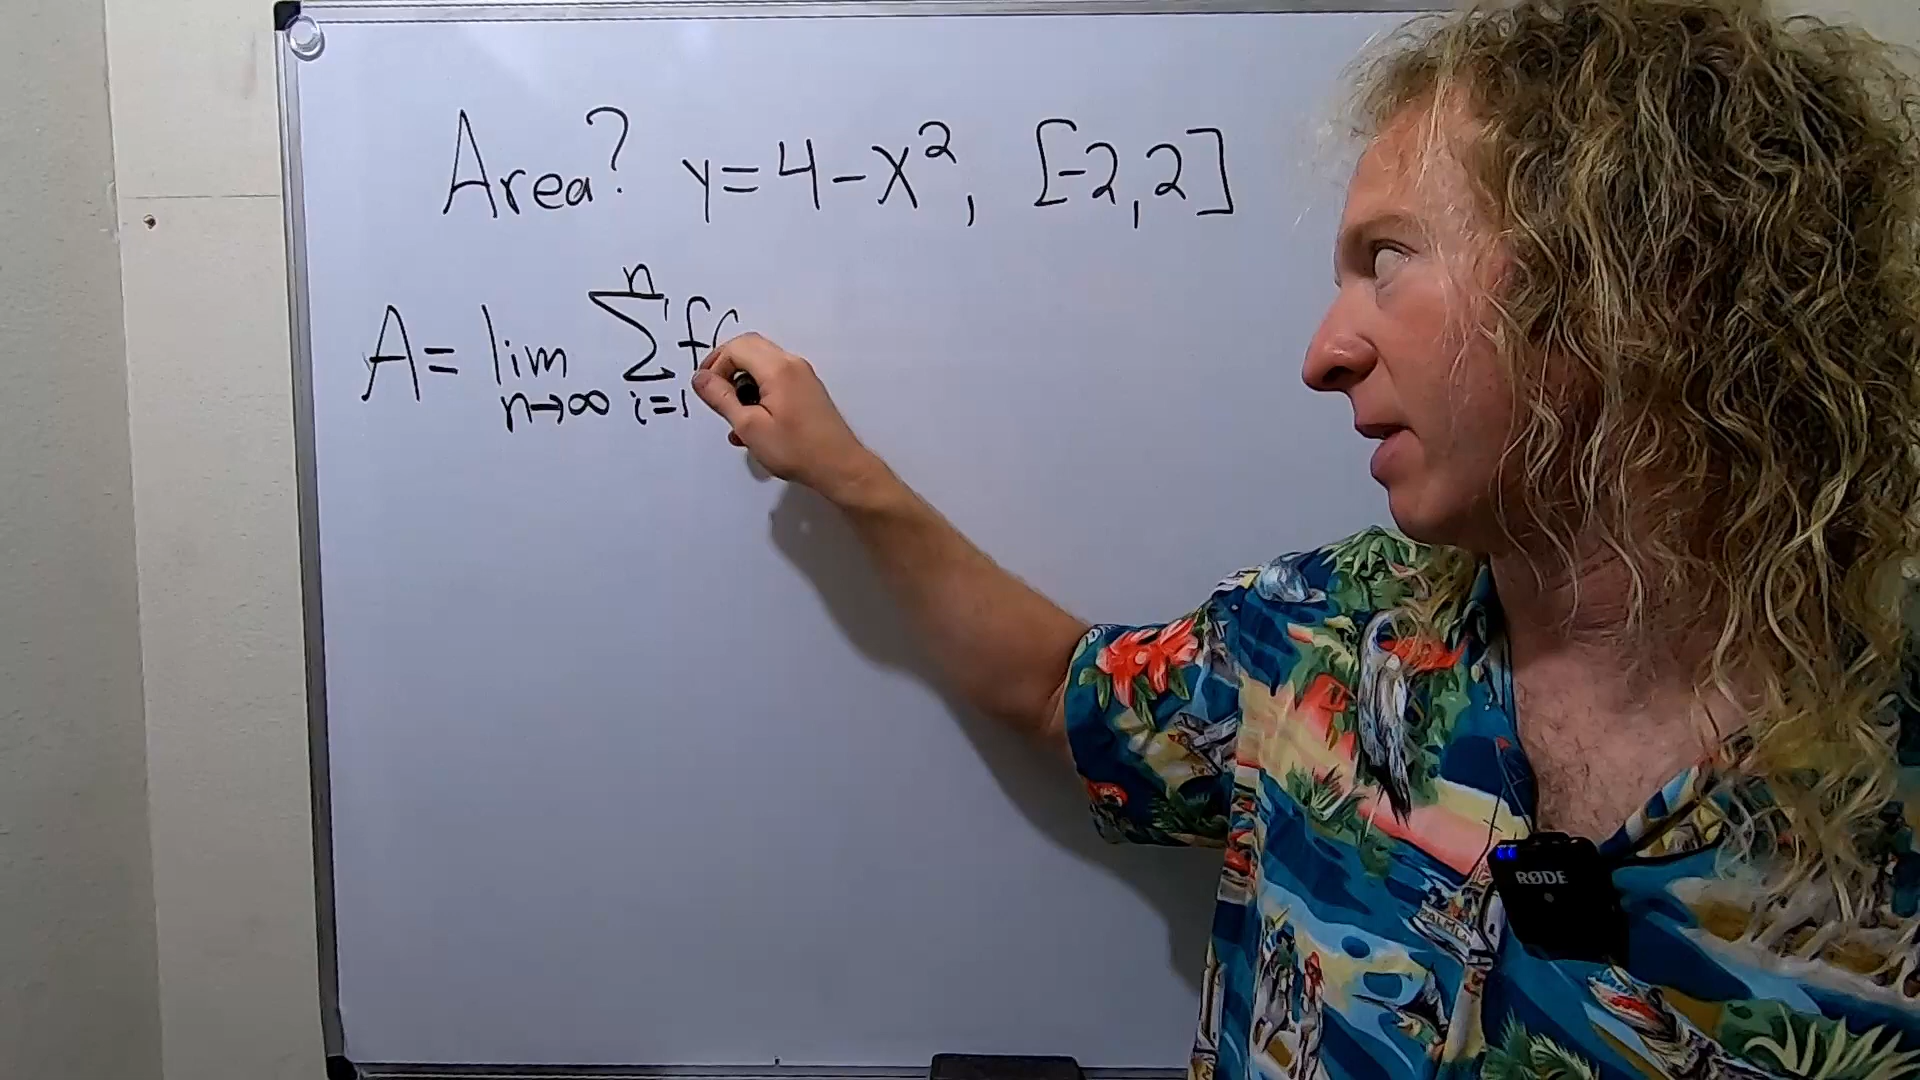 Area? y=4-x², [-2,2]
n
A= lim Σ f(
n→∞ i=1
RØDE